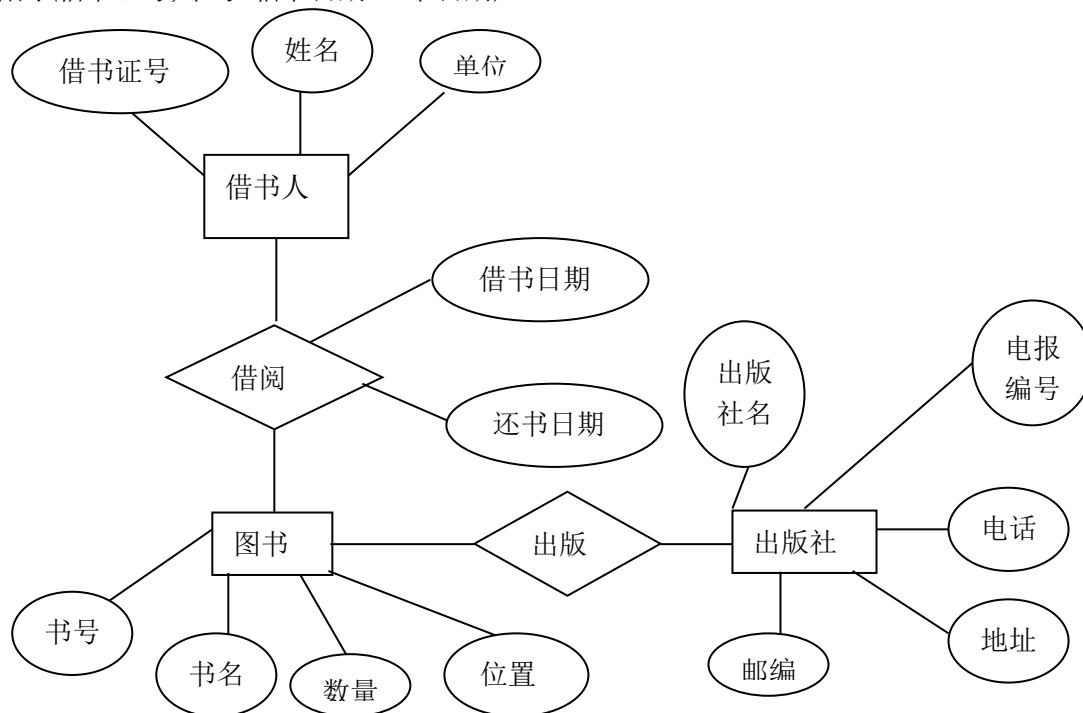 姓名
单位
借书证号
借书人
借书日期
电报
编号
出版
社名
借阅
还书日期
图书
出版
出版社
电话
书号
书名
数量
位置
邮编
地址